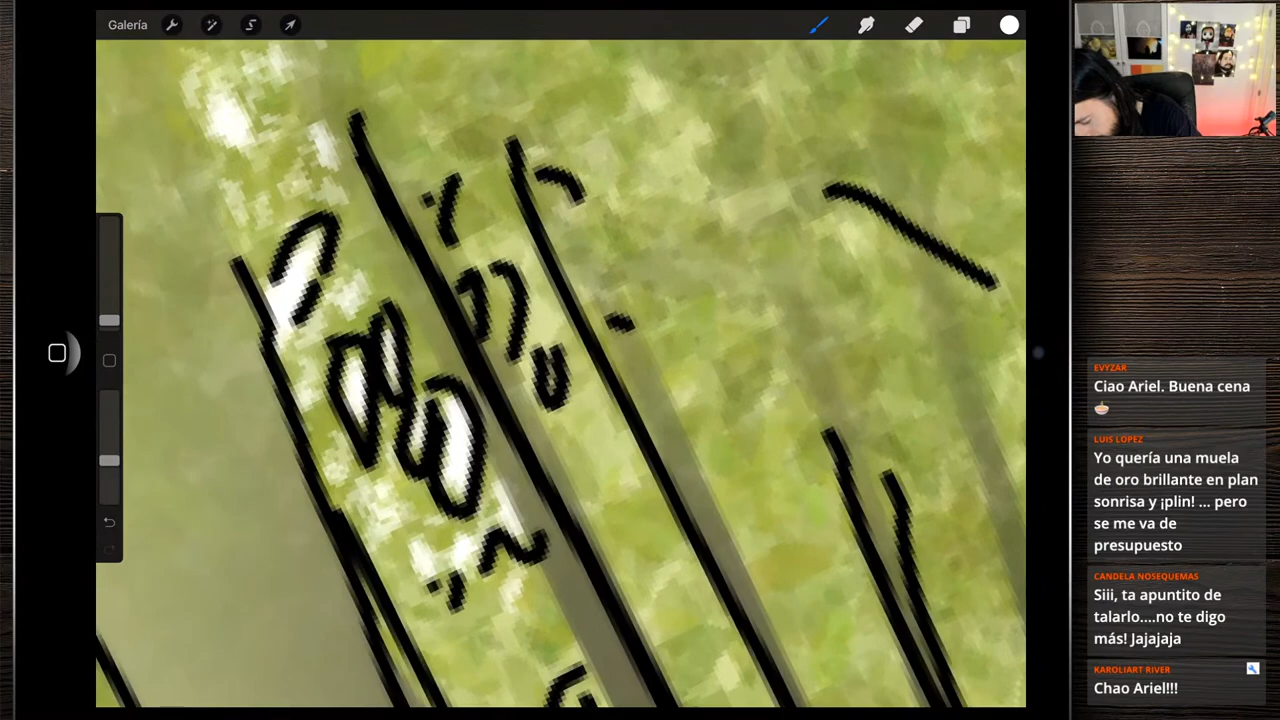 Galería
EVYZAR
Ciao Ariel. Buena cena
🍜
LUIS LOPEZ
Yo quería una muela
de oro brillante en plan
sonrisa y ¡plin! ... pero
se me va de
presupuesto
CANDELA NOSEQUEMAS
Siii, ta apuntito de
talarlo....no te digo
más! Jajajaja
KAROLIART RIVER
Chao Ariel!!!